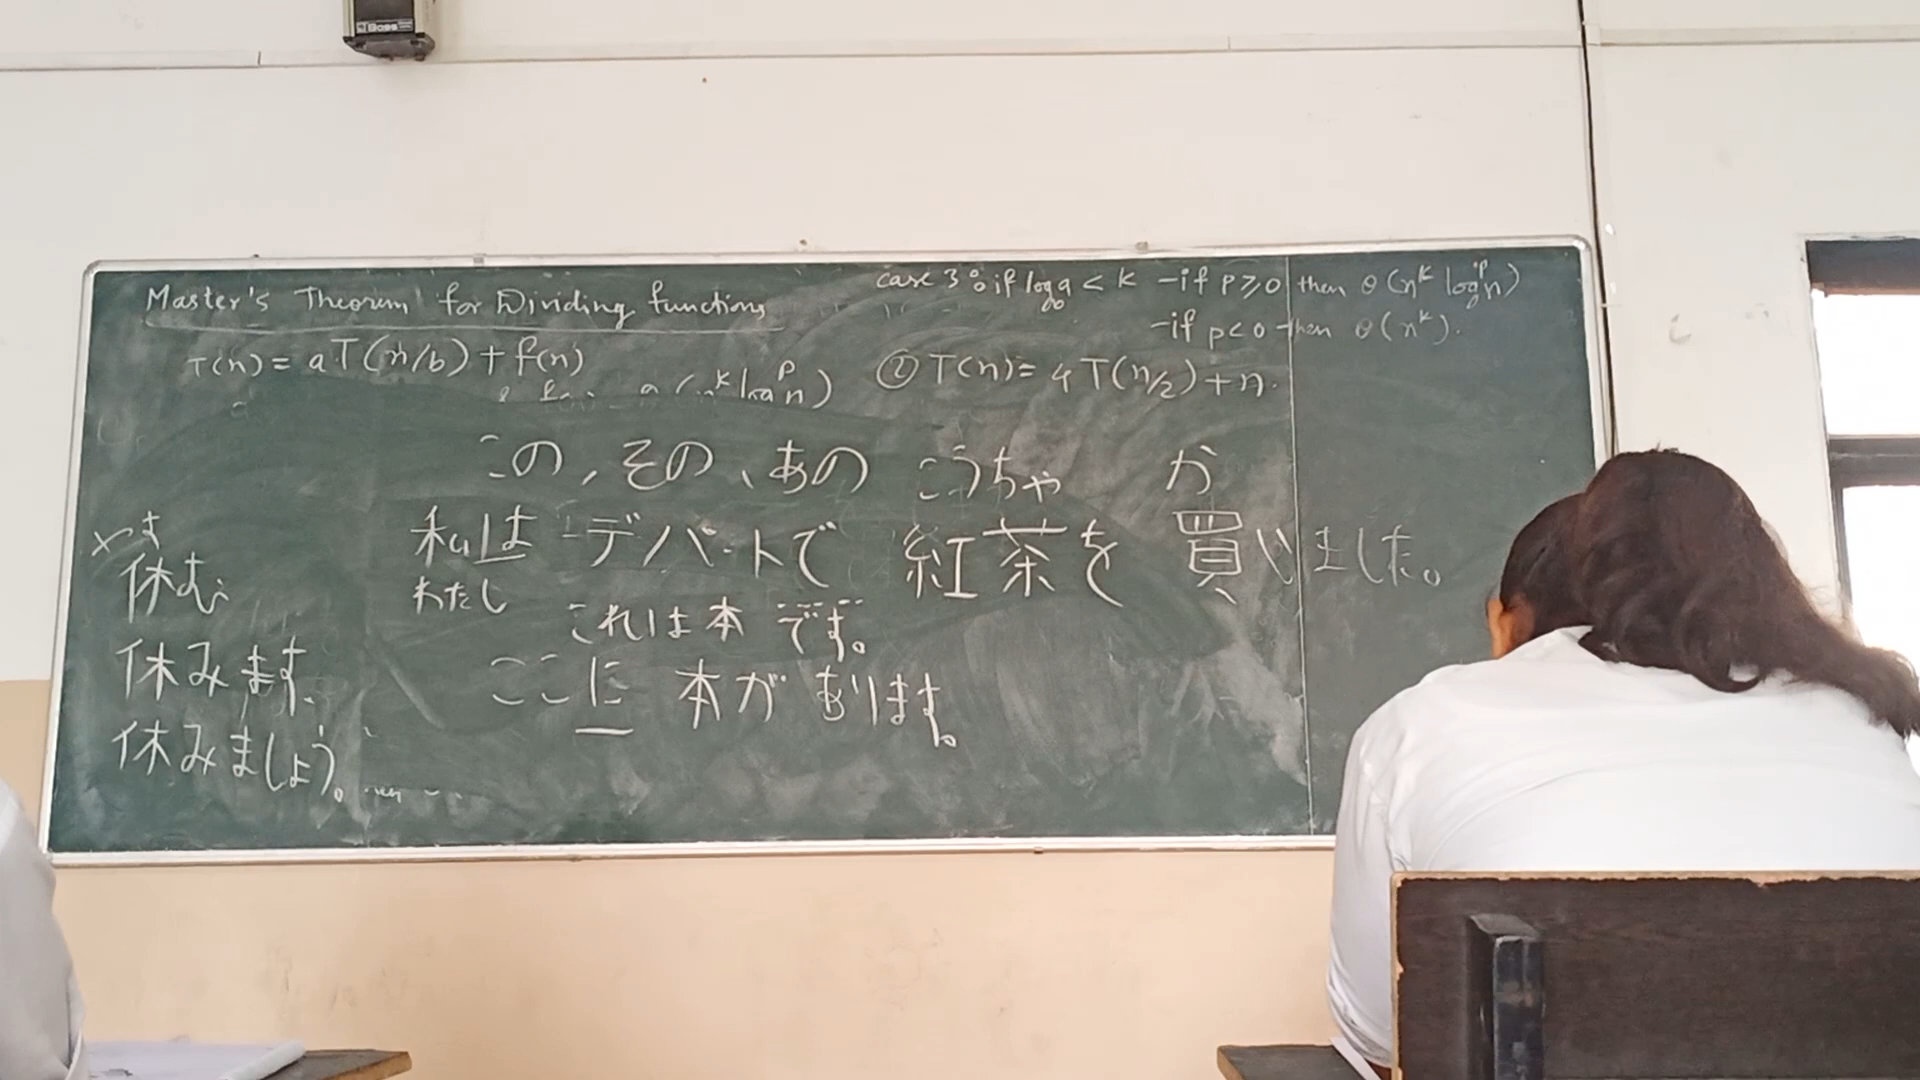 Boss
Master's Theorem for Dividing functions
T(n) = aT(n/b) + f(n)
(n^k log^p n)
case 3: if log_b a < k - if p ≥ 0 then θ(n^k log^p n)
- if p < 0 then θ(n^k).
② T(n) = 4T(n/2) + n.
この, その、あの こうちゃ か
私は デパートで 紅茶を 買いました。
わたし
これは本 です。
ここに 本が あります。
やす
休む
休みます
休みましょう。